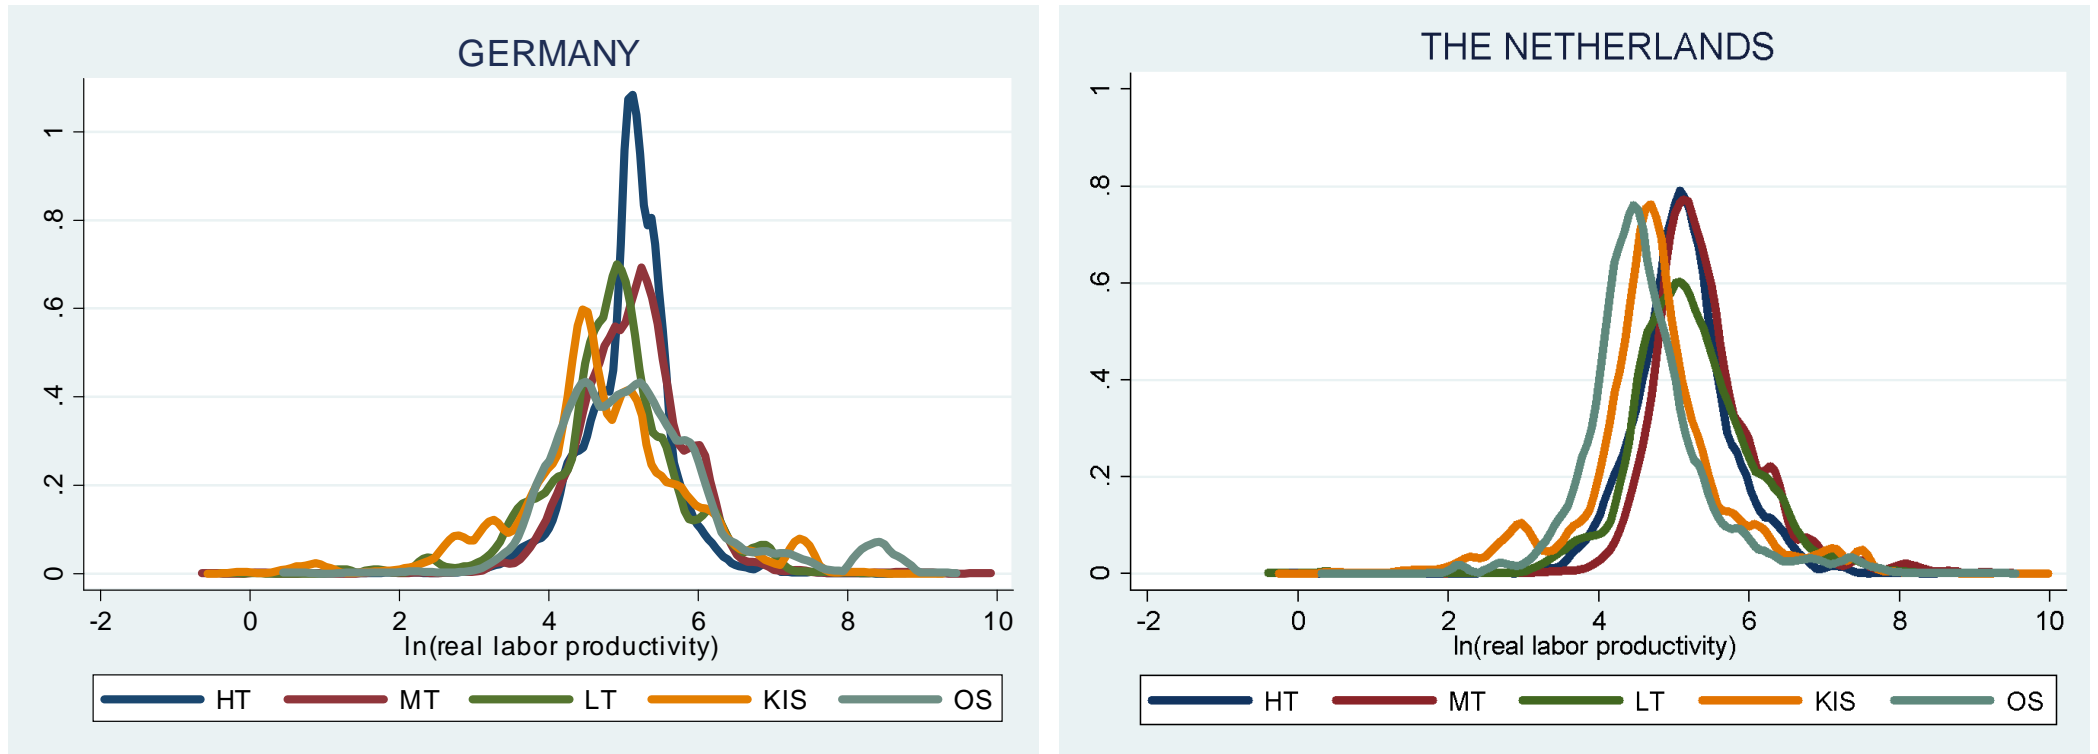 GERMANY
1
.8
.6
.4
.2
0
-2 0 2 4 6 8 10
ln(real labor productivity)
HT MT LT KIS OS
THE NETHERLANDS
1
.8
.6
.4
.2
0
-2 0 2 4 6 8 10
ln(real labor productivity)
HT MT LT KIS OS